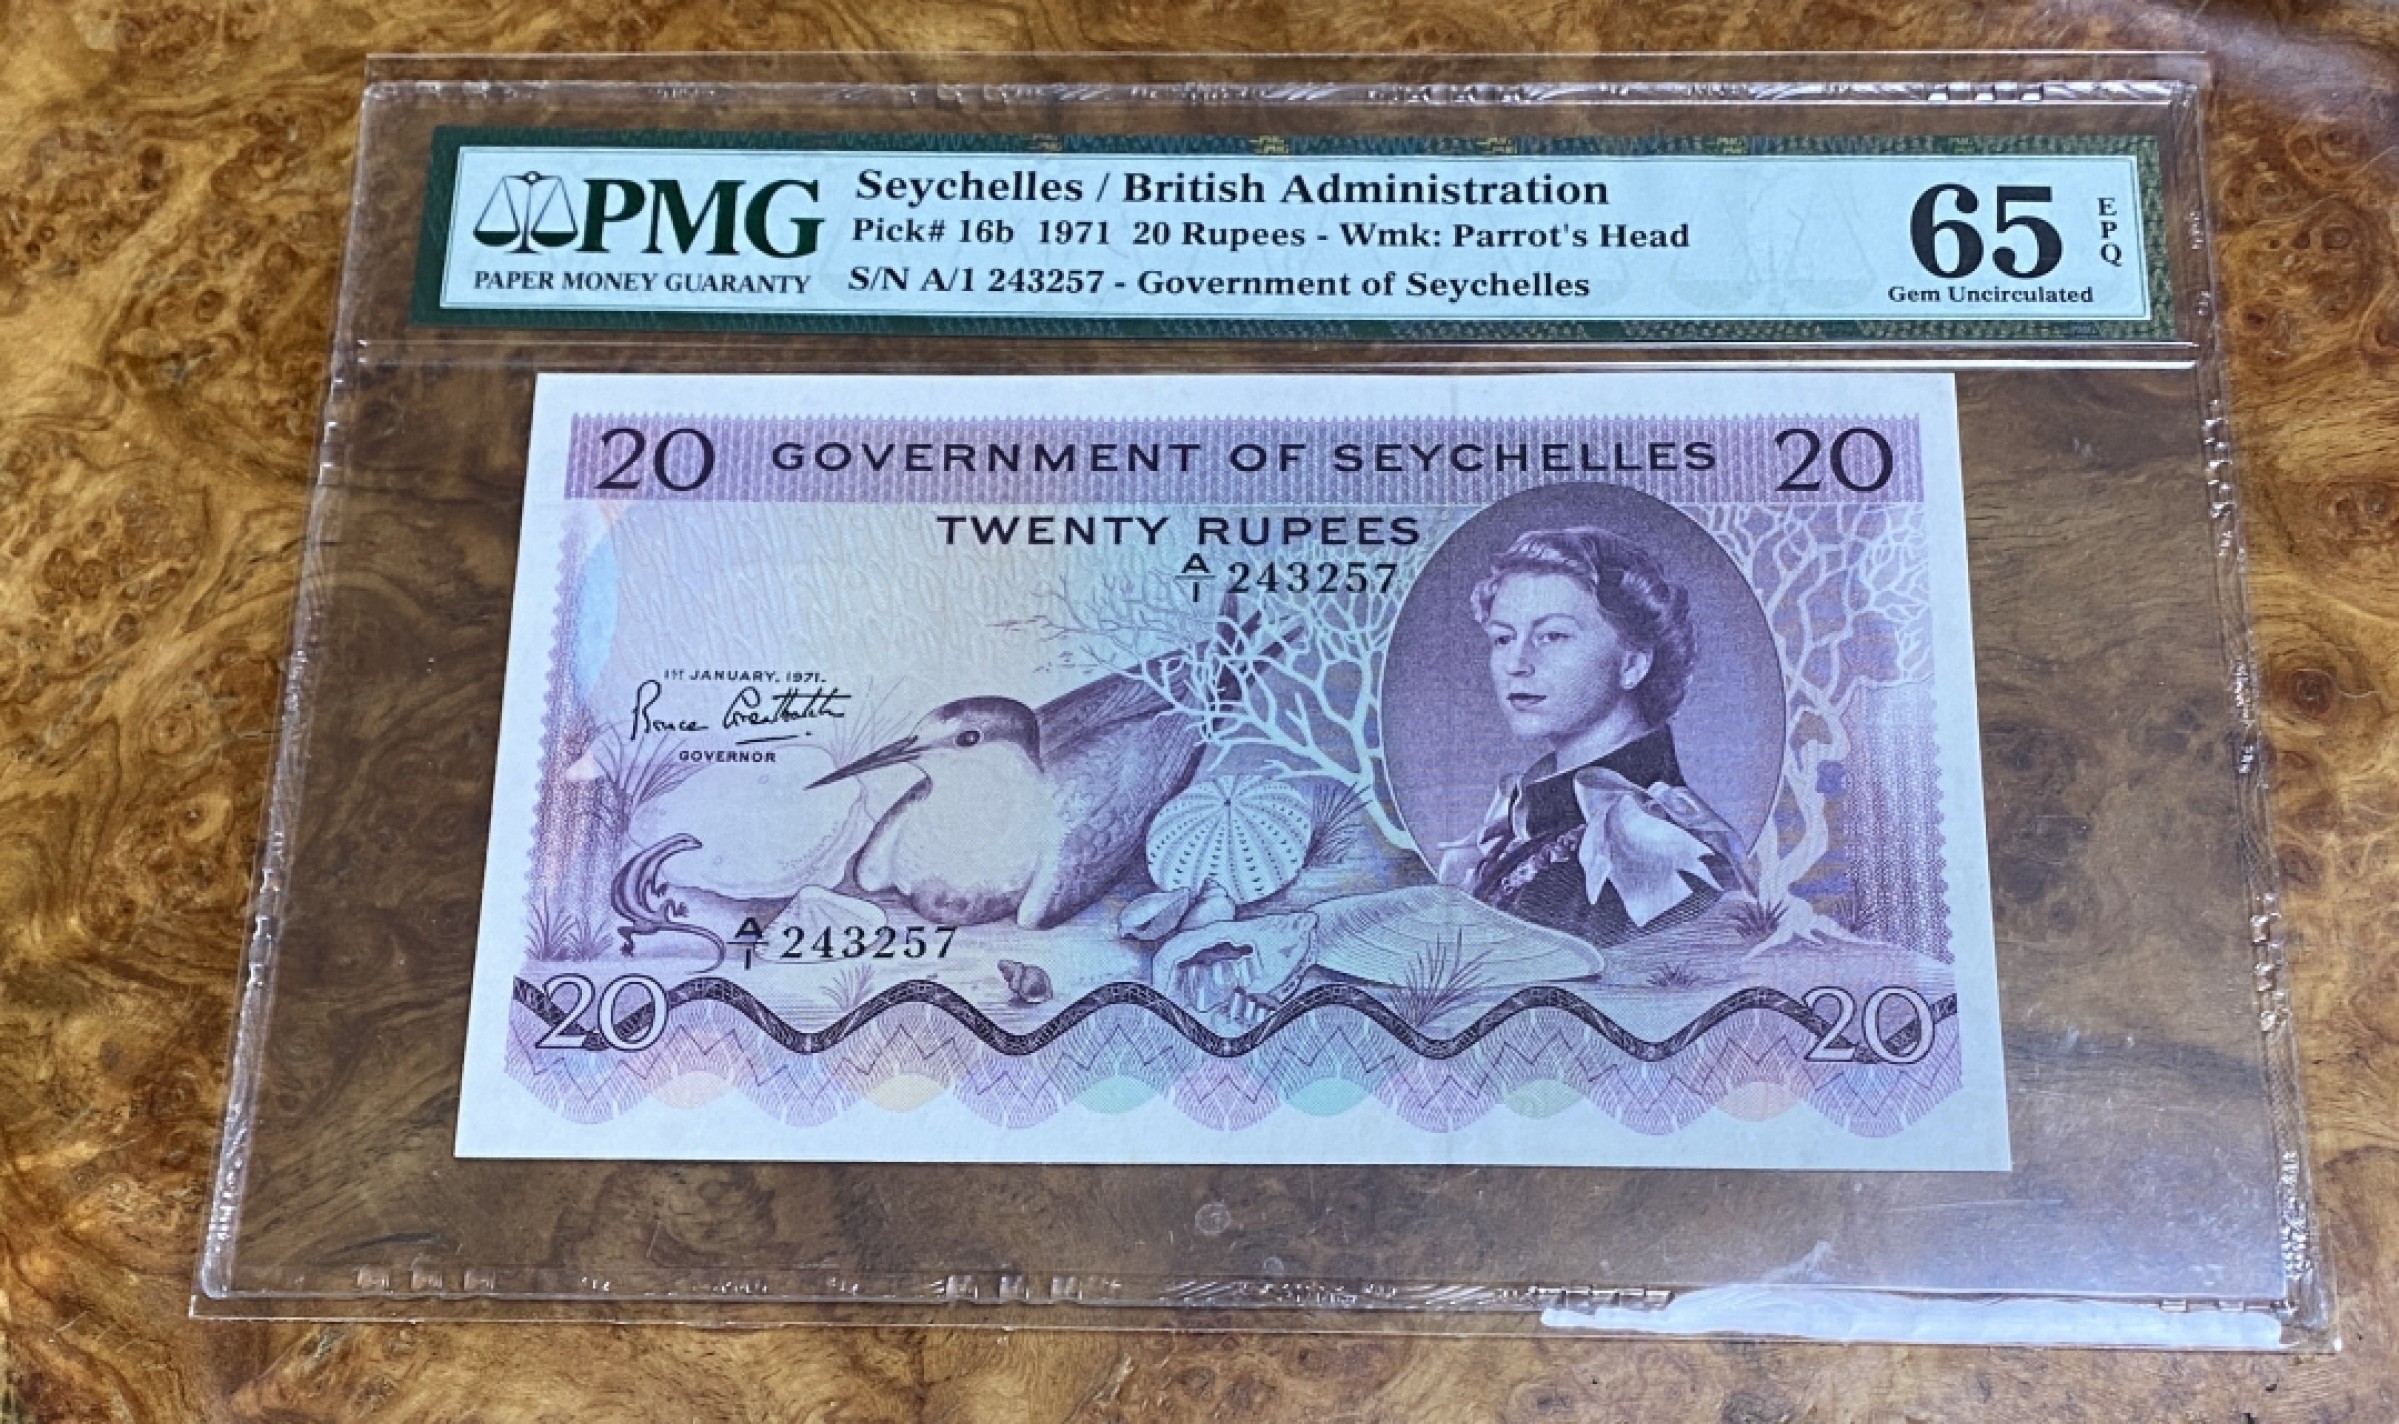 PMG
PAPER MONEY GUARANTY
Seychelles / British Administration
Pick# 16b 1971 20 Rupees - Wmk: Parrot's Head
S/N A/1 243257 - Government of Seychelles
65
EPQ
Gem Uncirculated
20 GOVERNMENT OF SEYCHELLES 20
TWENTY RUPEES
A/1 243257
1ST JANUARY, 1971.
Bruce Greatbatch
GOVERNOR
A/1 243257
20 20